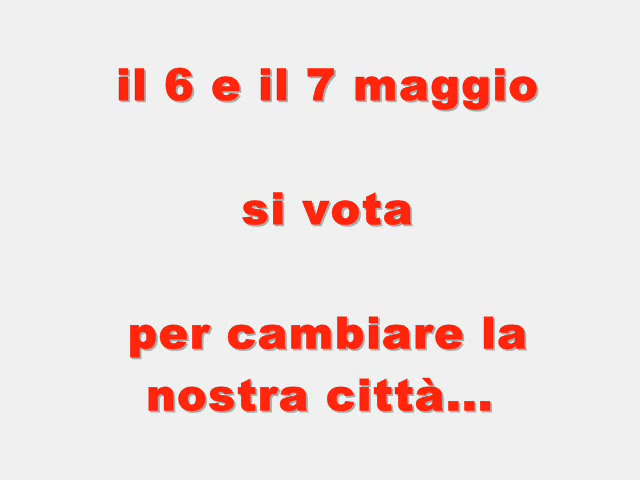 il 6 e il 7 maggio
si vota
per cambiare la
nostra città...